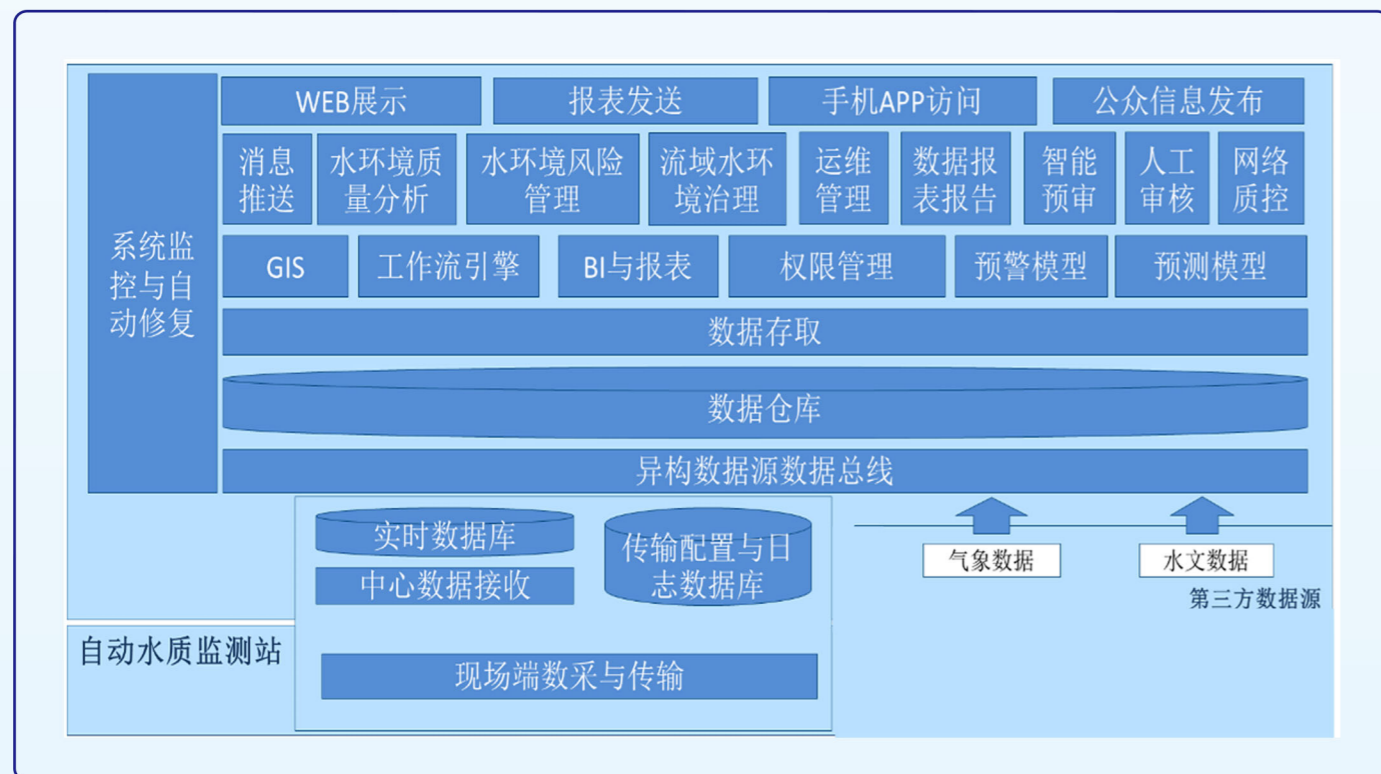 WEB展示
报表发送
手机APP访问
公众信息发布
消息
推送
水环境质
量分析
水环境风险
管理
流域水环
境治理
运维
管理
数据报
表报告
智能
预审
人工
审核
网络
质控
系统监
控与自
动修复
GIS
工作流引擎
BI与报表
权限管理
预警模型
预测模型
数据存取
数据仓库
异构数据源数据总线
实时数据库
中心数据接收
传输配置与日
志数据库
气象数据
水文数据
第三方数据源
自动水质监测站
现场端数采与传输